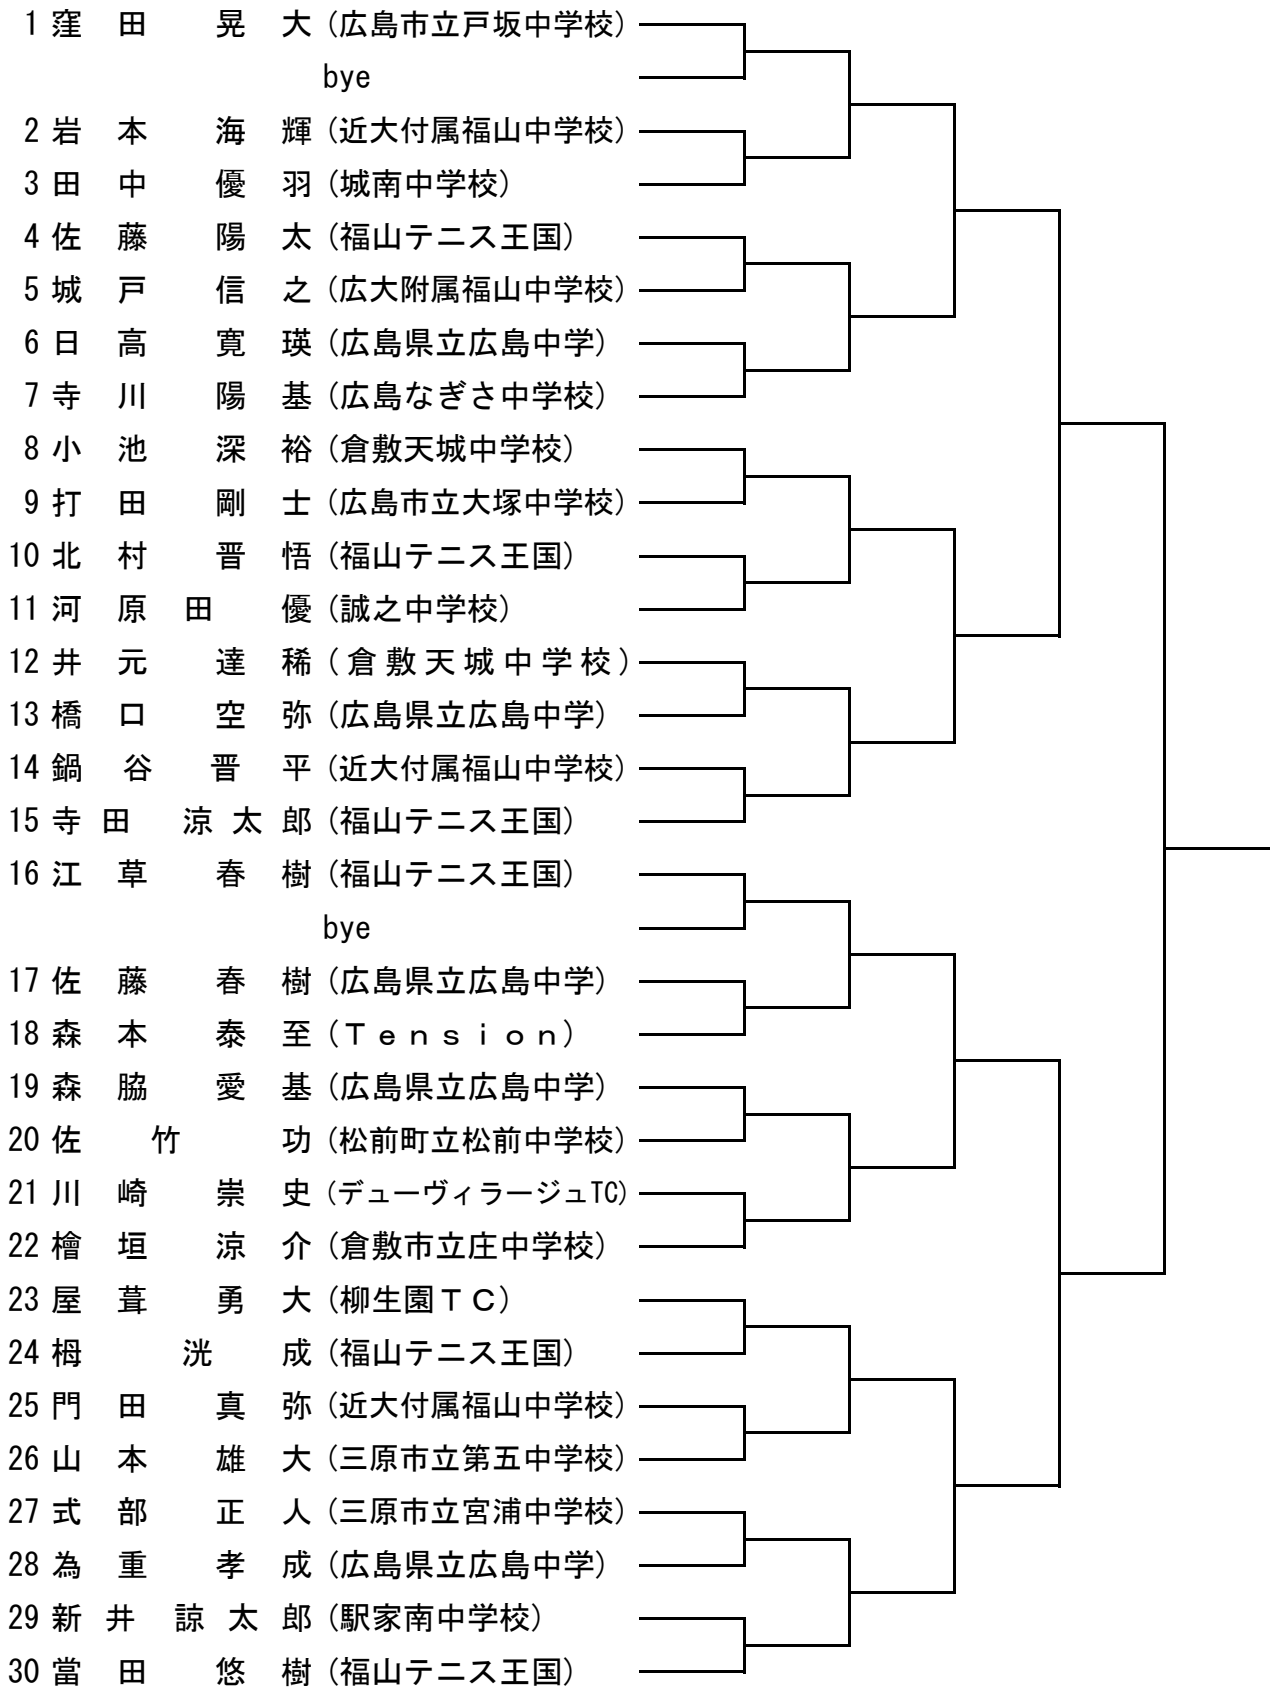 1 窪田 晃大 (広島市立戸坂中学校)
bye
2 岩本 海輝 (近大付属福山中学校)
3 田中 優羽 (城南中学校)
4 佐藤 陽太 (福山テニス王国)
5 城戸 信之 (広大附属福山中学校)
6 日高 寛瑛 (広島県立広島中学)
7 寺川 陽基 (広島なぎさ中学校)
8 小池 深裕 (倉敷天城中学校)
9 打田 剛士 (広島市立大塚中学校)
10 北村 晋悟 (福山テニス王国)
11 河原田 優 (誠之中学校)
12 井元 達稀 (倉敷天城中学校)
13 橋口 空弥 (広島県立広島中学)
14 鍋谷 晋平 (近大付属福山中学校)
15 寺田 涼太郎 (福山テニス王国)
16 江草 春樹 (福山テニス王国)
bye
17 佐藤 春樹 (広島県立広島中学)
18 森本 泰至 (Tension)
19 森脇 愛基 (広島県立広島中学)
20 佐竹 功 (松前町立松前中学校)
21 川崎 崇史 (デューヴィラージュTC)
22 檜垣 涼介 (倉敷市立庄中学校)
23 屋葺 勇大 (柳生園TC)
24 栂 洸成 (福山テニス王国)
25 門田 真弥 (近大付属福山中学校)
26 山本 雄大 (三原市立第五中学校)
27 式部 正人 (三原市立宮浦中学校)
28 為重 孝成 (広島県立広島中学)
29 新井 諒太郎 (駅家南中学校)
30 當田 悠樹 (福山テニス王国)